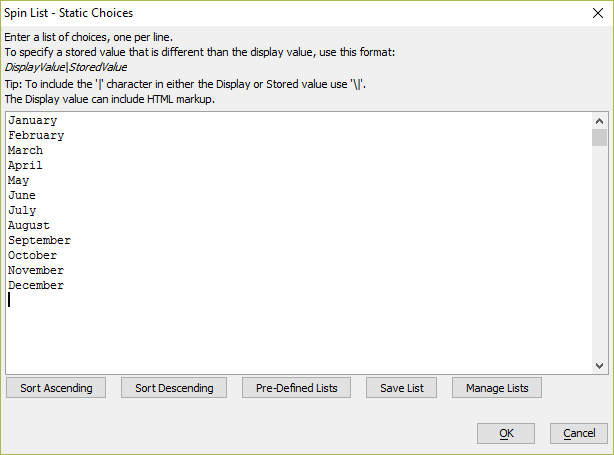 Spin List - Static Choices
Enter a list of choices, one per line.
To specify a stored value that is different than the display value, use this format:
DisplayValue|StoredValue
Tip: To include the '|' character in either the Display or Stored value use '\|'.
The Display value can include HTML markup.
January
February
March
April
May
June
July
August
September
October
November
December
Sort Ascending Sort Descending Pre-Defined Lists Save List Manage Lists
OK Cancel